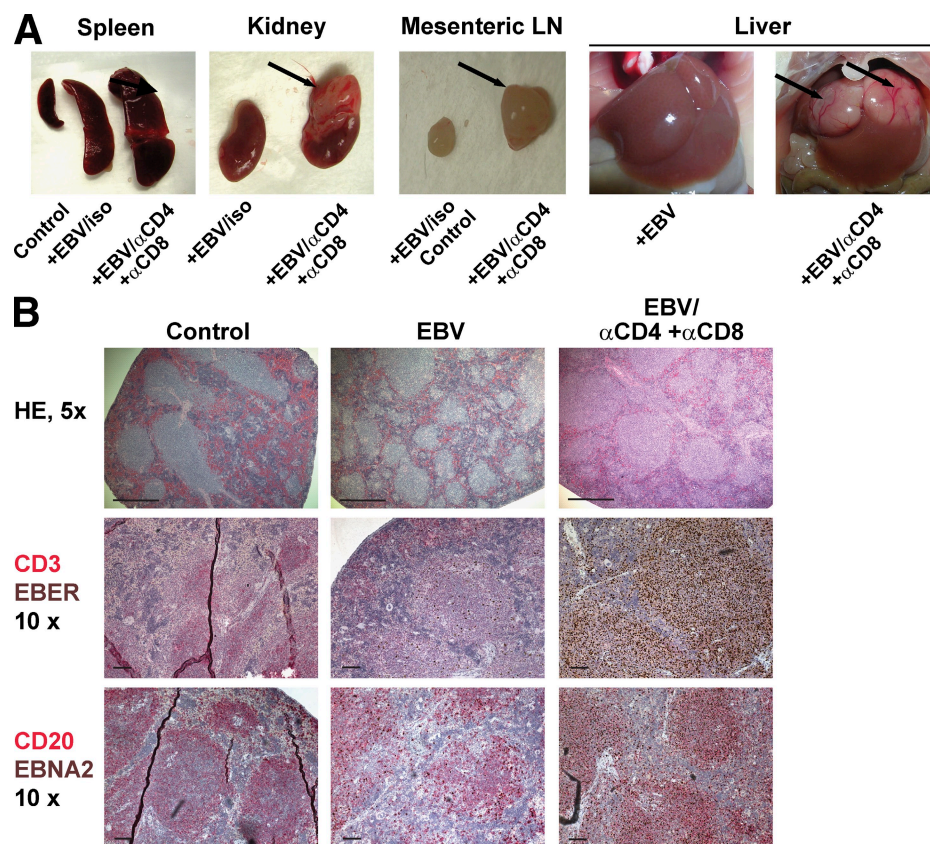 A
Spleen
Kidney
Mesenteric LN
Liver
Control
+EBV/iso
+EBV/αCD4
+αCD8
+EBV/iso
+EBV/αCD4
+αCD8
+EBV/iso
Control
+EBV/αCD4
+αCD8
+EBV
+EBV/αCD4
+αCD8
B
Control
EBV
EBV/
αCD4 +αCD8
HE, 5x
CD3
EBER
10 x
CD20
EBNA2
10 x